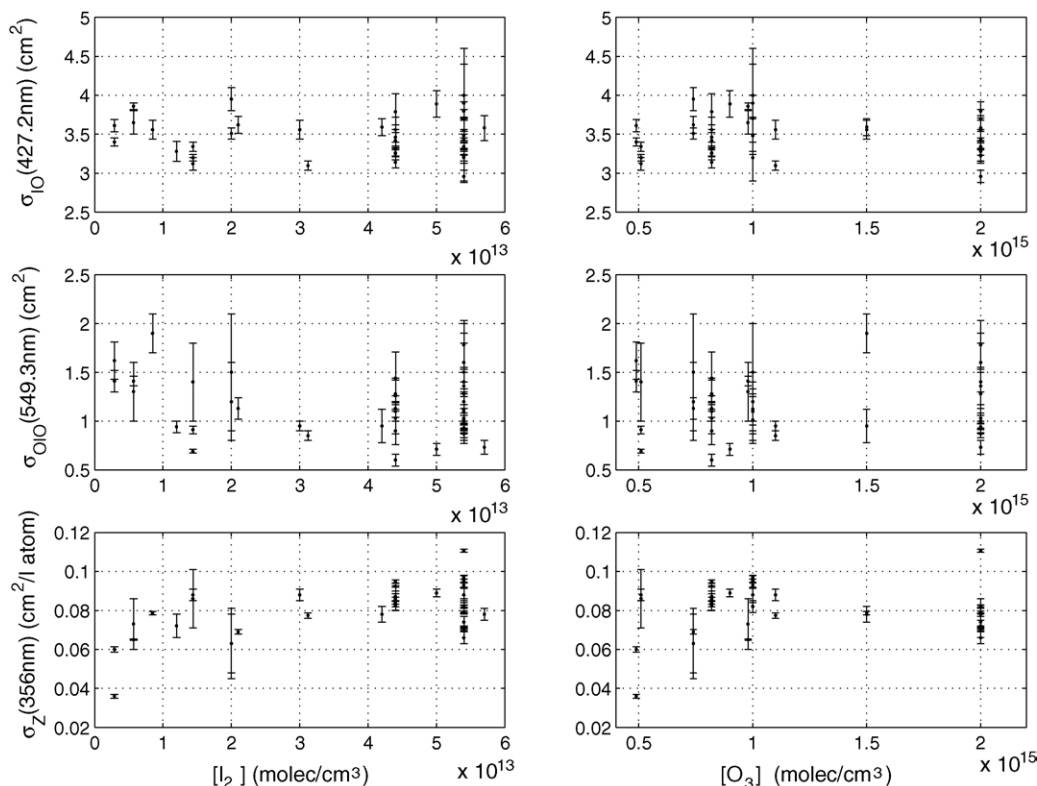 σIO(427.2nm) (cm2)
5
4.5
4
3.5
3
2.5
0 1 2 3 4 5 6
x 10^13
5
4.5
4
3.5
3
2.5
0.5 1 1.5 2
x 10^15
σOIO(549.3nm) (cm2)
2.5
2
1.5
1
0.5
0 1 2 3 4 5 6
x 10^13
2.5
2
1.5
1
0.5
0.5 1 1.5 2
x 10^15
σZ(356nm) (cm2/I atom)
0.12
0.1
0.08
0.06
0.04
0.02
0 1 2 3 4 5 6
x 10^13
[I2 ] (molec/cm3)
0.12
0.1
0.08
0.06
0.04
0.02
0.5 1 1.5 2
x 10^15
[O3] (molec/cm3)